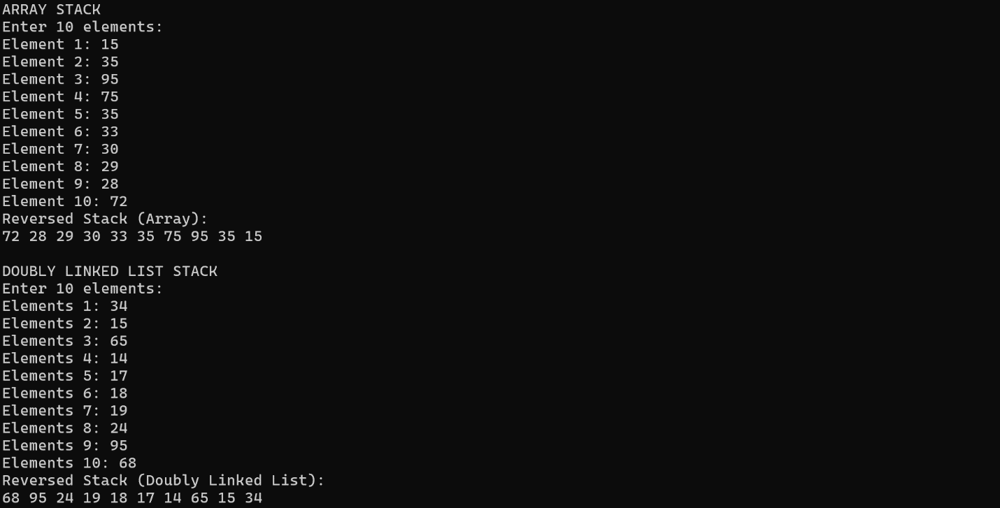 ARRAY STACK
Enter 10 elements:
Element 1: 15
Element 2: 35
Element 3: 95
Element 4: 75
Element 5: 35
Element 6: 33
Element 7: 30
Element 8: 29
Element 9: 28
Element 10: 72
Reversed Stack (Array):
72 28 29 30 33 35 75 95 35 15
DOUBLY LINKED LIST STACK
Enter 10 elements:
Elements 1: 34
Elements 2: 15
Elements 3: 65
Elements 4: 14
Elements 5: 17
Elements 6: 18
Elements 7: 19
Elements 8: 24
Elements 9: 95
Elements 10: 68
Reversed Stack (Doubly Linked List):
68 95 24 19 18 17 14 65 15 34